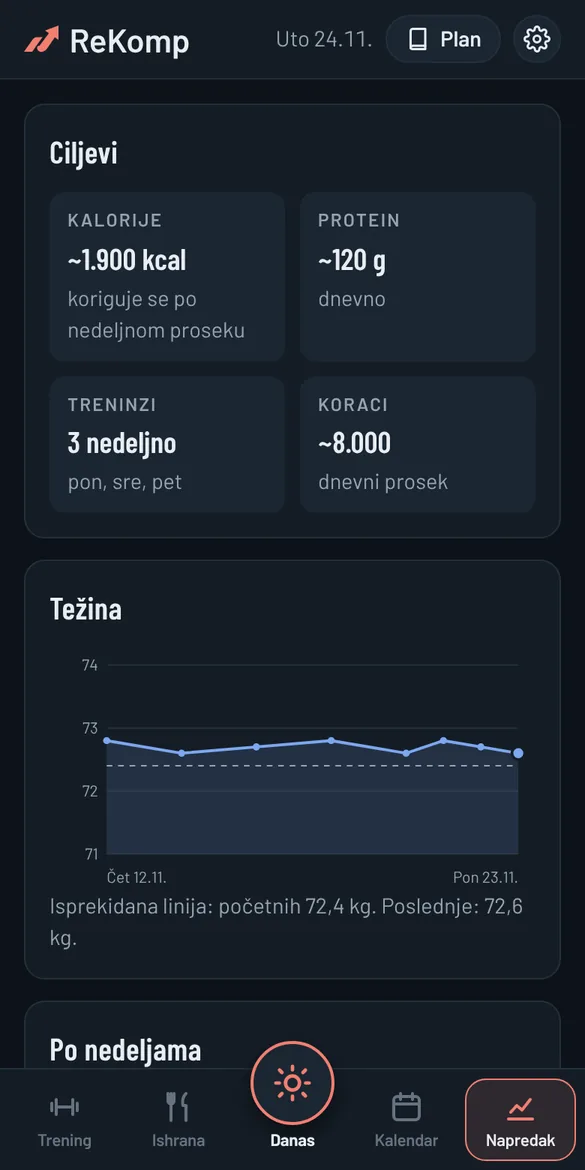 ReKomp
Uto 24.11.
Plan
Ciljevi
KALORIJE
~1.900 kcal
koriguje se po
nedeljnom proseku
PROTEIN
~120 g
dnevno
TRENINZI
3 nedeljno
pon, sre, pet
KORACI
~8.000
dnevni prosek
Težina
74
73
72
71
Čet 12.11.
Pon 23.11.
Isprekidana linija: početnih 72,4 kg. Poslednje: 72,6
kg.
Po nedeljama
Trening
Ishrana
Danas
Kalendar
Napredak